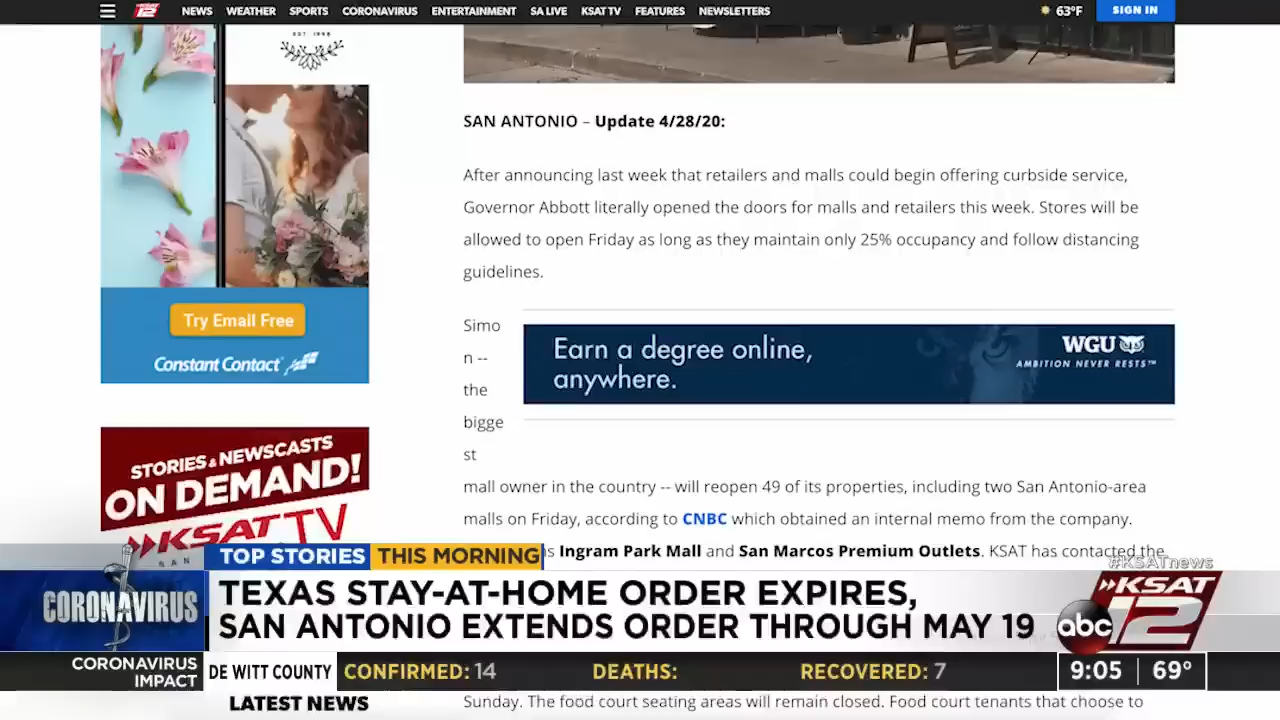 KSAT 12 NEWS WEATHER SPORTS CORONAVIRUS ENTERTAINMENT SA LIVE KSAT TV FEATURES NEWSLETTERS 63°F SIGN IN
EST 1998
Try Email Free
Constant Contact
STORIES & NEWSCASTS
ON DEMAND!
KSAT TV
SAN
SAN ANTONIO – Update 4/28/20:
After announcing last week that retailers and malls could begin offering curbside service,
Governor Abbott literally opened the doors for malls and retailers this week. Stores will be
allowed to open Friday as long as they maintain only 25% occupancy and follow distancing
guidelines.
Simo
n --
the
bigge
st
Earn a degree online,
anywhere.
WGU
AMBITION NEVER RESTS™
mall owner in the country -- will reopen 49 of its properties, including two San Antonio-area
malls on Friday, according to CNBC which obtained an internal memo from the company.
Ingram Park Mall and San Marcos Premium Outlets. KSAT has contacted the
#KSATnews
TOP STORIES THIS MORNING
CORONAVIRUS
TEXAS STAY-AT-HOME ORDER EXPIRES,
SAN ANTONIO EXTENDS ORDER THROUGH MAY 19
abc KSAT 12
CORONAVIRUS
IMPACT
DE WITT COUNTY CONFIRMED: 14 DEATHS: RECOVERED: 7
9:05 69°
LATEST NEWS
Sunday. The food court seating areas will remain closed. Food court tenants that choose to